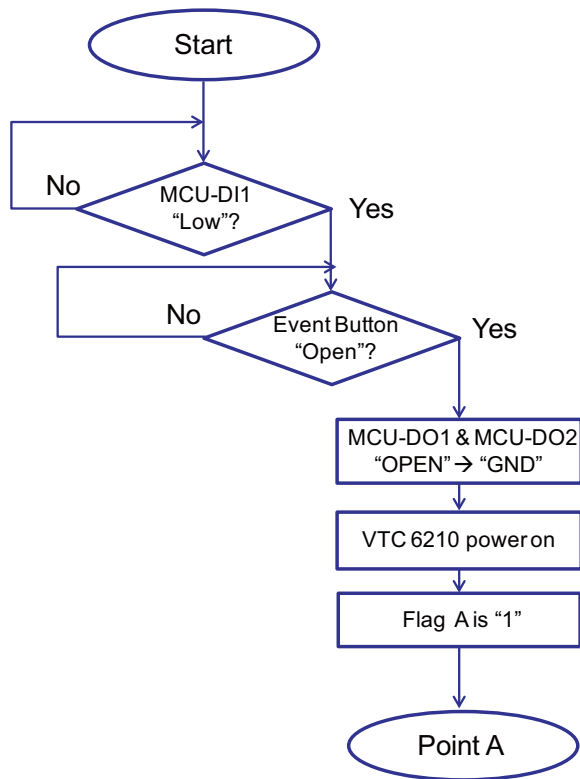 Start
No
MCU-DI1
“Low”?
Yes
No
Event Button
“Open”?
Yes
MCU-DO1 & MCU-DO2
“OPEN” → “GND”
VTC 6210 power on
Flag A is “1”
Point A